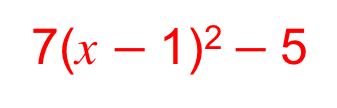 7(x – 1)² – 5